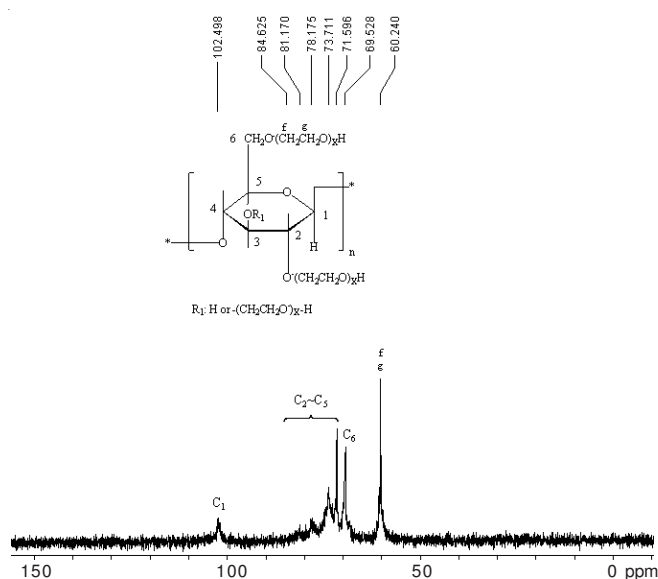 102.498
84.625
81.170
78.175
73.711
71.596
69.528
60.240
f g
6 CH2O-(CH2CH2O)xH
5
O
*
4
OR1
1
3
2
H
n
*
O
O-(CH2CH2O)xH
R1: H or -(CH2CH2O-)x-H
f
g
C2~C5
C6
C1
150 100 50 0 ppm